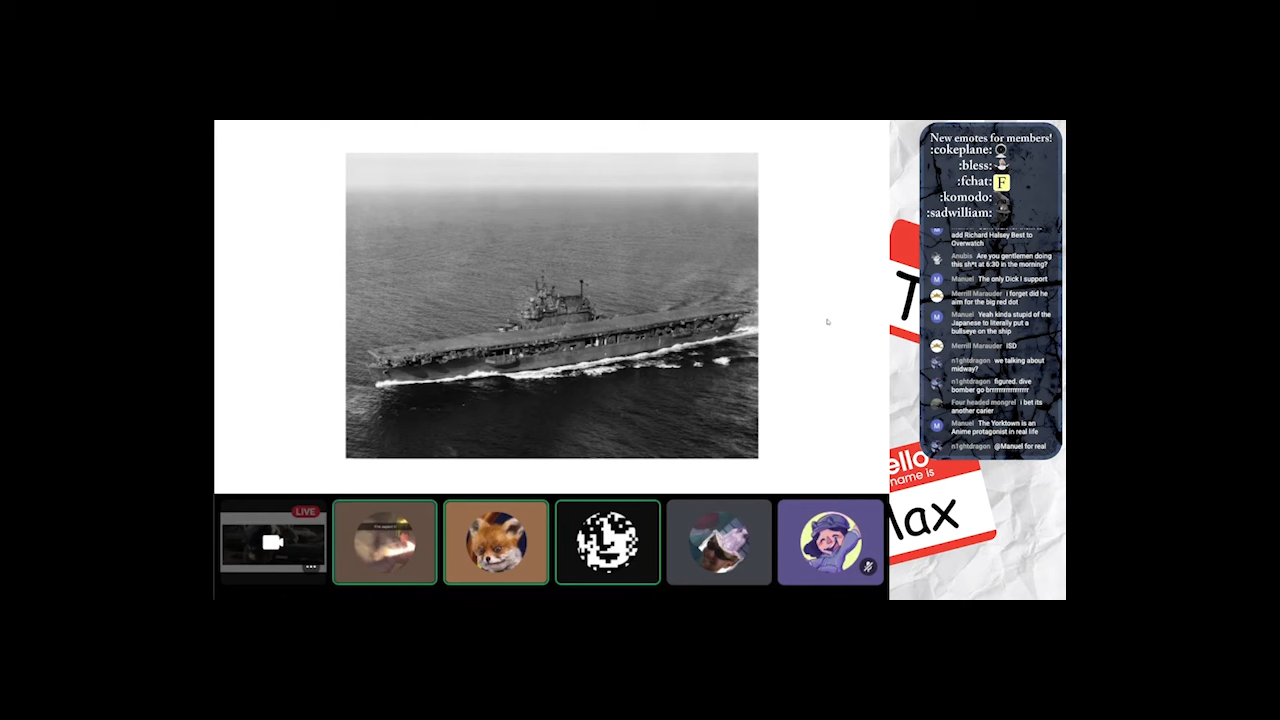 New emotes for members!
:cokeplane:
:bless:
:fchat: F
:komodo:
:sadwilliam:
add Richard Halsey Best to
Overwatch
Anubis Are you gentlemen doing
this sh*t at 6:30 in the morning?
M Manuel The only Dick I support
Merrill Marauder i forget did he
aim for the big red dot
M Manuel Yeah kinda stupid of the
Japanese to literally put a
bullseye on the ship
Merrill Marauder ISD
n1ghtdragon we talking about
midway?
n1ghtdragon figured. dive
bomber go brrrrrrrrrrrrrrrr
Four headed mongrel i bet its
another carier
M Manuel The Yorktown is an
Anime protagonist in real life
n1ghtdragon @Manuel for real
T
ello
name is
Max
LIVE